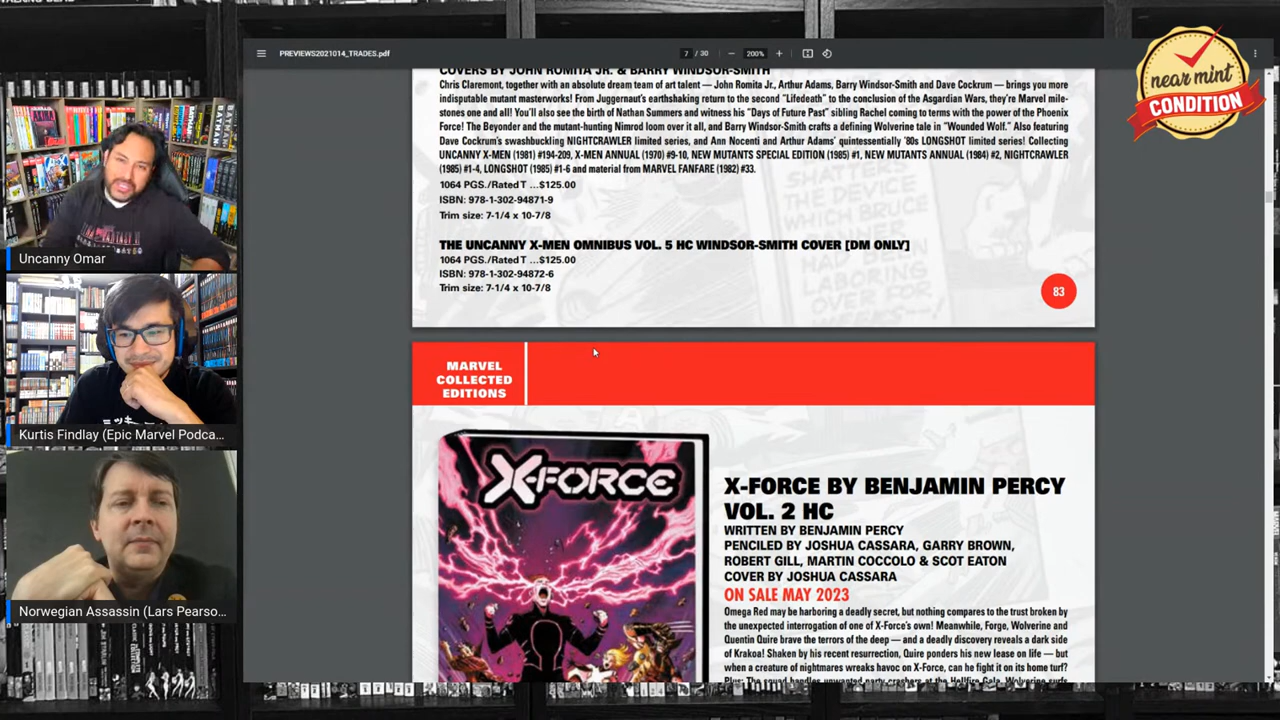 PREVIEWS2021014_TRADES.pdf
7 / 30
200%
near mint
CONDITION
COVERS BY JOHN ROMITA JR. & BARRY WINDSOR-SMITH
Chris Claremont, together with an absolute dream team of art talent — John Romita Jr., Arthur Adams, Barry Windsor-Smith and Dave Cockrum — brings you more
indisputable mutant masterworks! From Juggernaut's earthshaking return to the second "Lifedeath" to the conclusion of the Asgardian Wars, they're Marvel mile-
stones one and all! You'll also see the birth of Nathan Summers and witness his "Days of Future Past" sibling Rachel coming to terms with the power of the Phoenix
Force! The Beyonder and the mutant-hunting Nimrod loom over it all, and Barry Windsor-Smith crafts a defining Wolverine tale in "Wounded Wolf." Also featuring
Dave Cockrum's swashbuckling NIGHTCRAWLER limited series, and Ann Nocenti and Arthur Adams' quintessentially '80s LONGSHOT limited series! Collecting
UNCANNY X-MEN (1981) #194-209, X-MEN ANNUAL (1970) #9-10, NEW MUTANTS SPECIAL EDITION (1985) #1, NEW MUTANTS ANNUAL (1984) #2, NIGHTCRAWLER
(1985) #1-4, LONGSHOT (1985) #1-6 and material from MARVEL FANFARE (1982) #33.
1064 PGS./Rated T ...$125.00
ISBN: 978-1-302-94871-9
Trim size: 7-1/4 x 10-7/8
THE UNCANNY X-MEN OMNIBUS VOL. 5 HC WINDSOR-SMITH COVER [DM ONLY]
1064 PGS./Rated T ...$125.00
ISBN: 978-1-302-94872-6
Trim size: 7-1/4 x 10-7/8
83
MARVEL
COLLECTED
EDITIONS
X-FORCE
X-FORCE BY BENJAMIN PERCY
VOL. 2 HC
WRITTEN BY BENJAMIN PERCY
PENCILED BY JOSHUA CASSARA, GARRY BROWN,
ROBERT GILL, MARTIN COCCOLO & SCOT EATON
COVER BY JOSHUA CASSARA
ON SALE MAY 2023
Omega Red may be harboring a deadly secret, but nothing compares to the trust broken by
the unexpected interrogation of one of X-Force's own! Meanwhile, Forge, Wolverine and
Quentin Quire brave the terrors of the deep — and a deadly discovery reveals a dark side
of Krakoa! Shaken by his recent resurrection, Quire ponders his new lease on life — but
when a creature of nightmares wreaks havoc on X-Force, can he fight it on its home turf?
Plus: The squad handles unwanted party crashers at the Hellfire Gala, Wolverine surfs
Uncanny Omar
Kurtis Findlay (Epic Marvel Podca...
Norwegian Assassin (Lars Pearso...